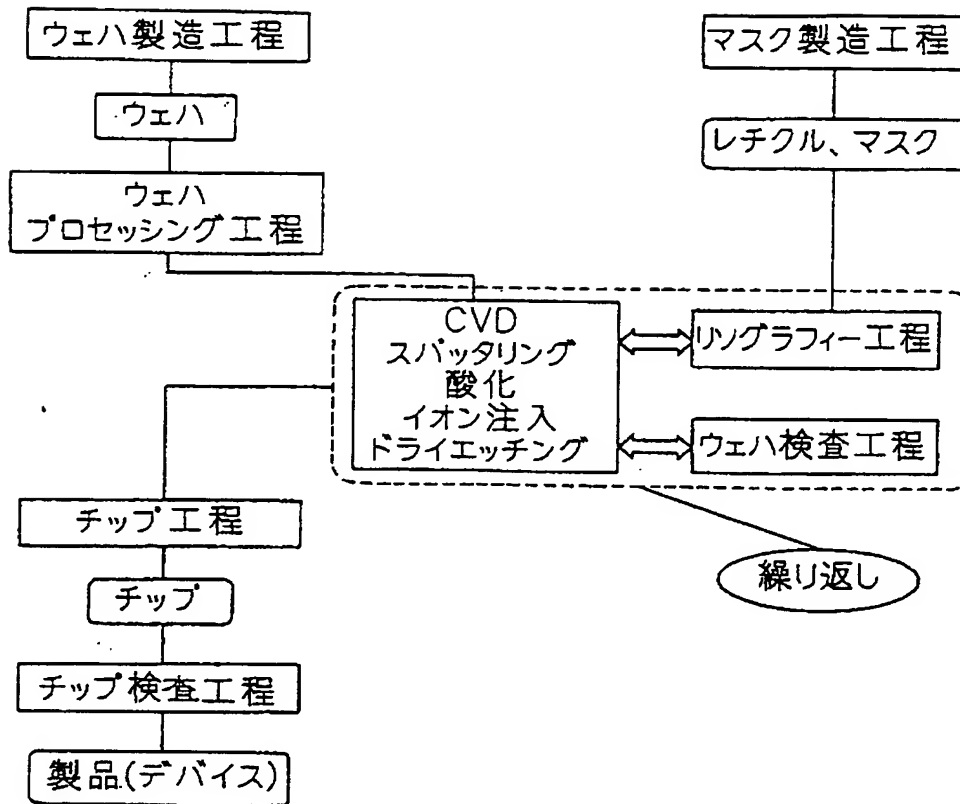 ウェハ製造工程
ウェハ
ウェハ
プロセッシング工程
マスク製造工程
レチクル、マスク
CVD
スパッタリング
酸化
イオン注入
ドライエッチング
リソグラフィー工程
ウェハ検査工程
繰り返し
チップ工程
チップ
チップ検査工程
製品(デバイス)